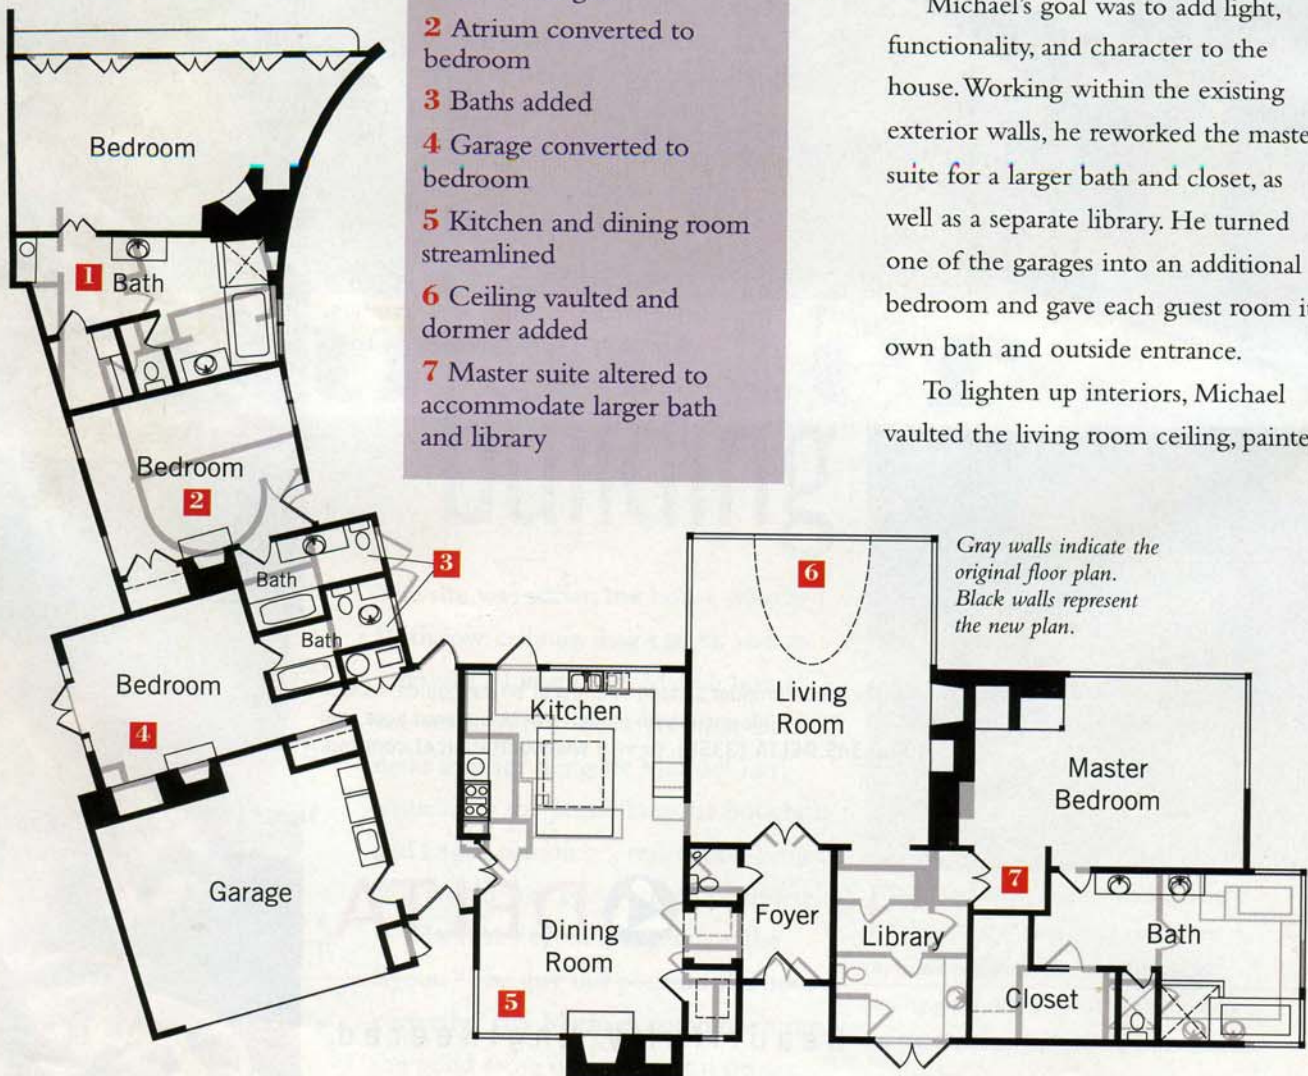 2 Atrium converted to
bedroom
3 Baths added
4 Garage converted to
bedroom
5 Kitchen and dining room
streamlined
6 Ceiling vaulted and
dormer added
7 Master suite altered to
accommodate larger bath
and library
Michael's goal was to add light,
functionality, and character to the
house. Working within the existing
exterior walls, he reworked the maste
suite for a larger bath and closet, as
well as a separate library. He turned
one of the garages into an additional
bedroom and gave each guest room i
own bath and outside entrance.
To lighten up interiors, Michael
vaulted the living room ceiling, painte
Gray walls indicate the
original floor plan.
Black walls represent
the new plan.
Bedroom
1 Bath
Bedroom
2
3
Bath
Bath
Bedroom
4
Garage
Kitchen
Dining
Room
5
6
Living
Room
Foyer
Library
Master
Bedroom
7
Bath
Closet